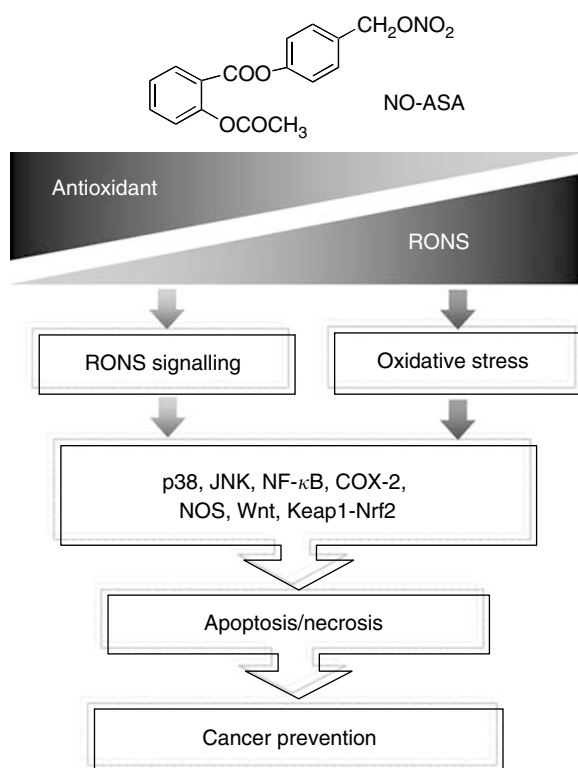 CH₂ONO₂
COO
OCOCH₃
NO-ASA
Antioxidant
RONS
RONS signalling
Oxidative stress
p38, JNK, NF-κB, COX-2,
NOS, Wnt, Keap1-Nrf2
Apoptosis/necrosis
Cancer prevention